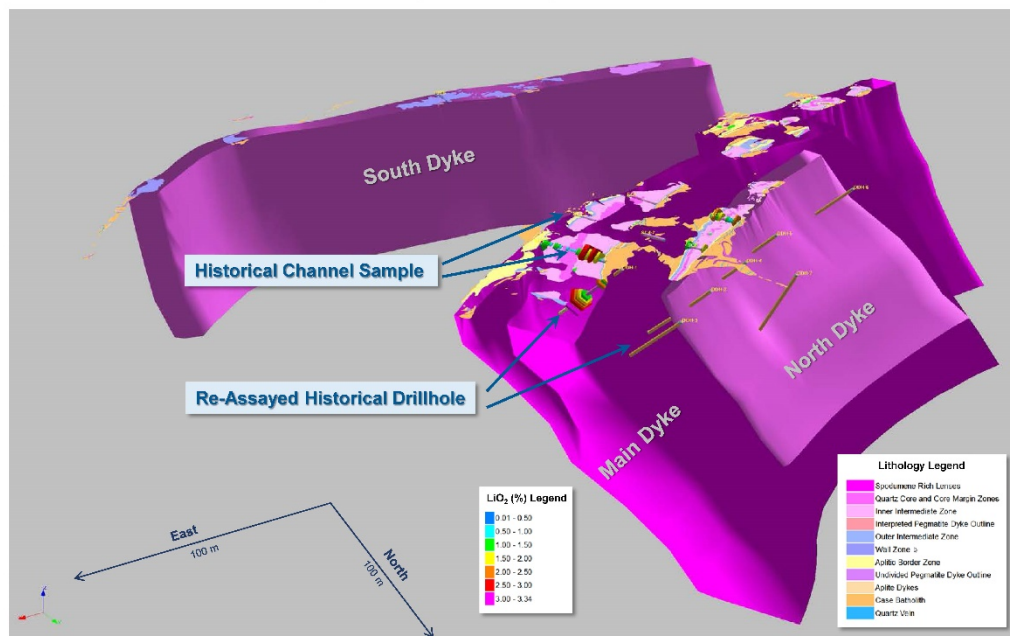 South Dyke
Historical Channel Sample
Re-Assayed Historical Drillhole
North Dyke
Main Dyke
East
100 m
North
100 m
LiO₂ (%) Legend
0.01 - 0.50
0.50 - 1.00
1.00 - 1.50
1.50 - 2.00
2.00 - 2.50
2.50 - 3.00
3.00 - 3.34
Lithology Legend
Spodumene Rich Lenses
Quartz Core and Core Margin Zones
Inner Intermediate Zone
Interpreted Pegmatite Dyke Outline
Outer Intermediate Zone
Wall Zone
Aplitic Border Zone
Undivided Pegmatite Dyke Outline
Aplite Dykes
Case Batholith
Quartz Vein